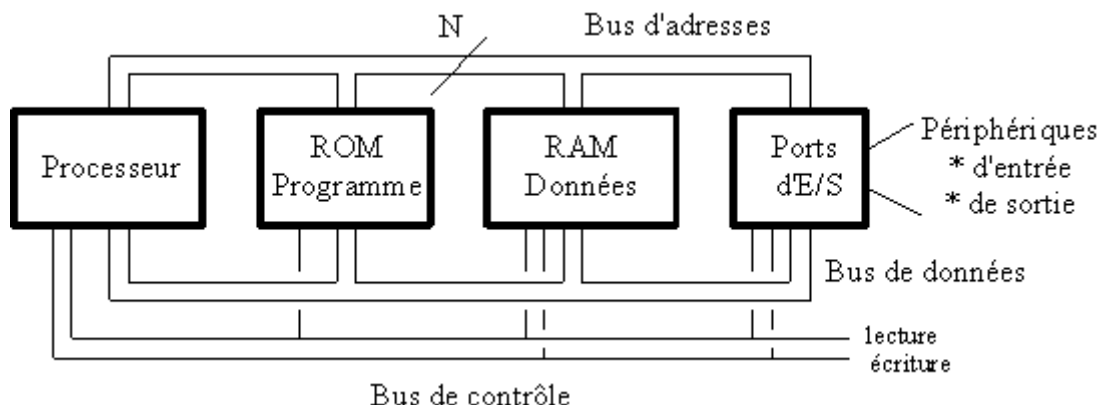 N
Bus d'adresses
Processeur
ROM
Programme
RAM
Données
Ports
d'E/S
Périphériques
* d'entrée
* de sortie
Bus de données
lecture
écriture
Bus de contrôle